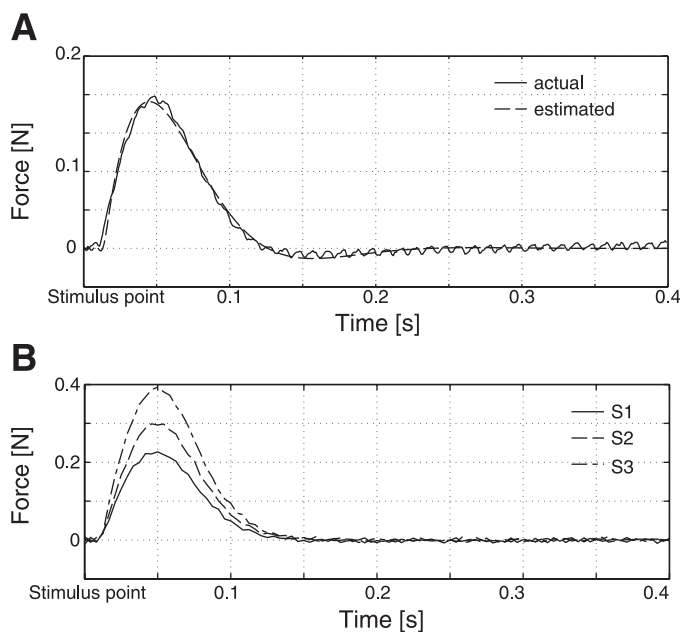 A
0.2
actual
estimated
Force [N]
0.1
0
Stimulus point 0.1 0.2 0.3 0.4
Time [s]
B
0.4
S1
S2
S3
Force [N]
0.2
0
Stimulus point 0.1 0.2 0.3 0.4
Time [s]